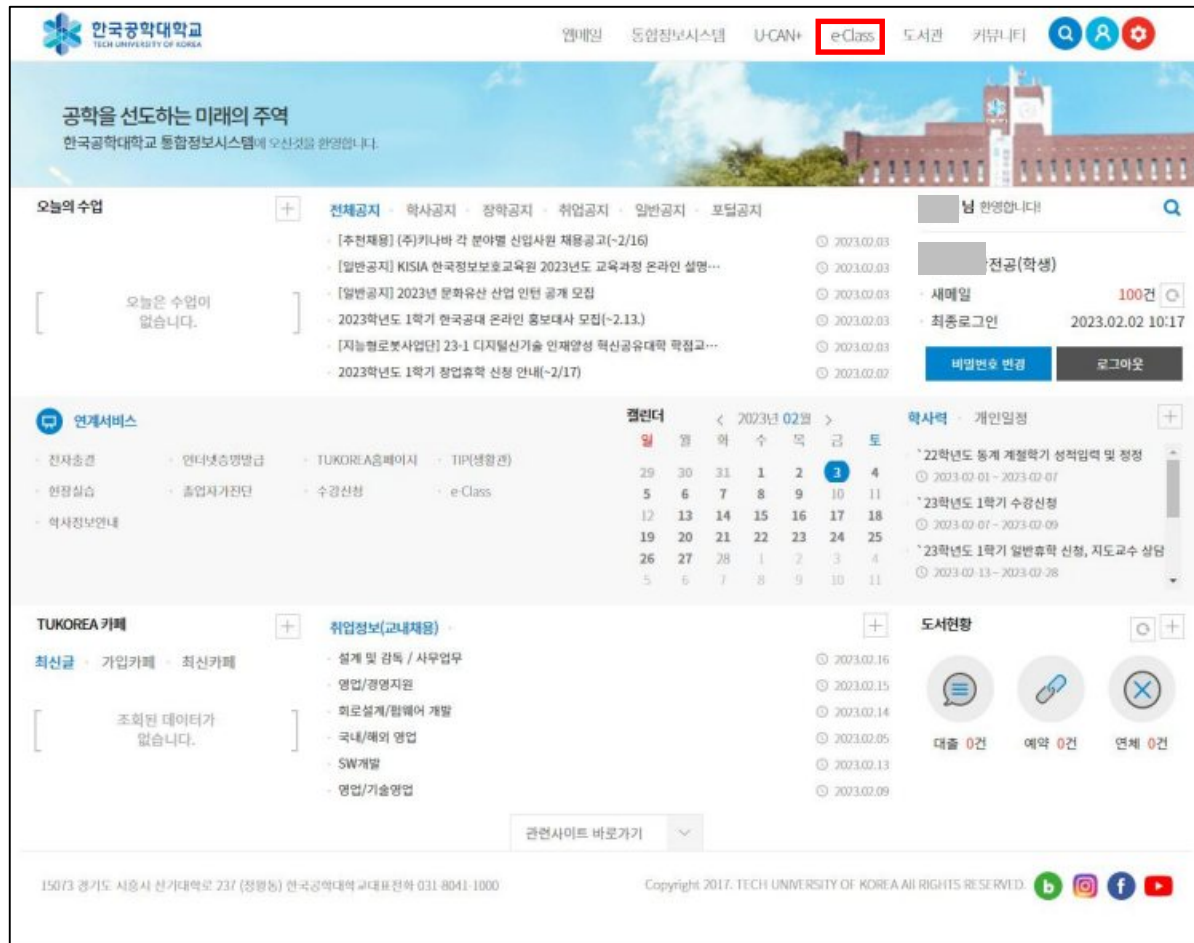 한국공학대학교
TECH UNIVERSITY OF KOREA
웹메일 통합정보시스템 U-CAN+ e-Class 도서관 커뮤니티
공학을 선도하는 미래의 주역
한국공학대학교 통합정보시스템에 오신것을 환영합니다.
오늘의 수업
오늘은 수업이
없습니다.
전체공지 학사공지 장학공지 취업공지 일반공지 포털공지
[추천채용] (주)키나바 각 분야별 신입사원 채용공고(~2/16) 2023.02.03
[일반공지] KISIA 한국정보보호교육원 2023년도 교육과정 온라인 설명… 2023.02.03
[일반공지] 2023년 문화유산 산업 인턴 공개 모집 2023.02.03
2023학년도 1학기 한국공대 온라인 홍보대사 모집(~2.13.) 2023.02.03
[지능형로봇사업단] 23-1 디지털신기술 인재양성 혁신공유대학 학점교… 2023.02.03
2023학년도 1학기 창업휴학 신청 안내(~2/17) 2023.02.02
님 환영합니다!
전공(학생)
새메일 100건
최종로그인 2023.02.02 10:17
비밀번호 변경 로그아웃
연계서비스
전자출결 인터넷증명발급 TUKOREA홈페이지 TIP(생활관)
현장실습 졸업자가진단 수강신청 e-Class
학사정보안내
캘린더 < 2023년 02월 >
일 월 화 수 목 금 토
29 30 31 1 2 3 4
5 6 7 8 9 10 11
12 13 14 15 16 17 18
19 20 21 22 23 24 25
26 27 28 1 2 3 4
5 6 7 8 9 10 11
학사력 개인일정
`22학년도 동계 계절학기 성적입력 및 정정
2023-02-01 ~ 2023-02-07
`23학년도 1학기 수강신청
2023-02-07 ~ 2023-02-09
`23학년도 1학기 일반휴학 신청, 지도교수 상담
2023-02-13 ~ 2023-02-28
TUKOREA 카페
최신글 가입카페 최신카페
조회된 데이터가
없습니다.
취업정보(교내채용)
설계 및 감독 / 사무업무 2023.02.16
영업/경영지원 2023.02.15
회로설계/펌웨어 개발 2023.02.14
국내/해외 영업 2023.02.05
SW개발 2023.02.13
영업/기술영업 2023.02.09
도서현황
대출 0건 예약 0건 연체 0건
관련사이트 바로가기
15073 경기도 시흥시 산기대학로 237 (정왕동) 한국공학대학교대표전화 031-8041-1000
Copyright 2017. TECH UNIVERSITY OF KOREA All RIGHTS RESERVED.